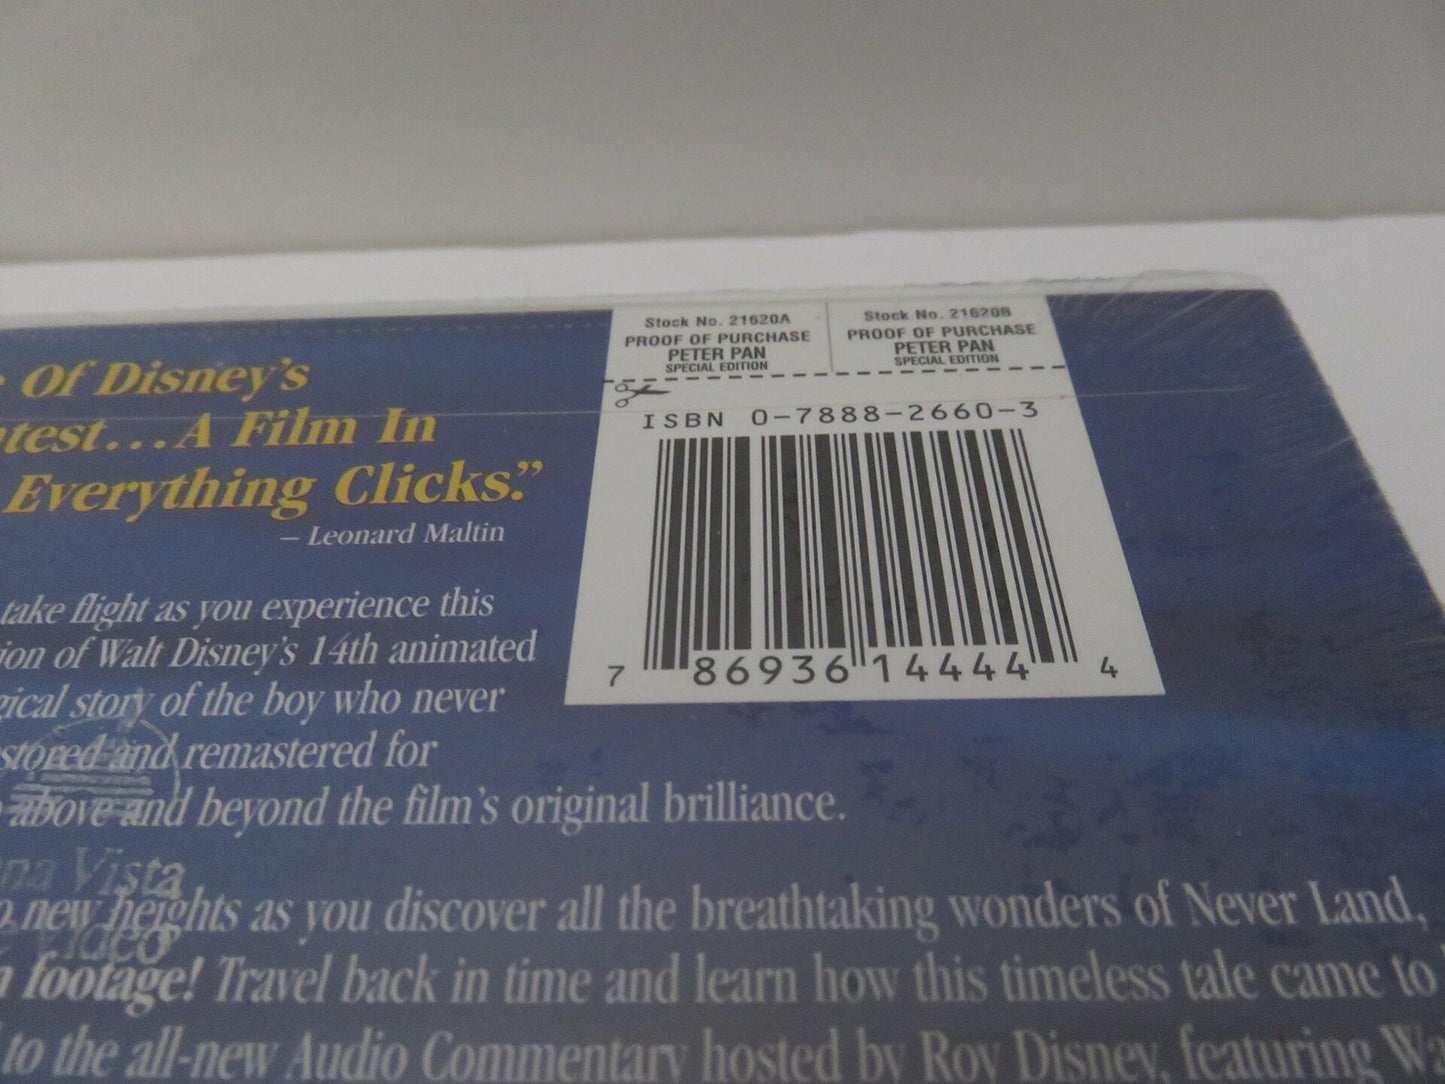 Stock No. 21620A
PROOF OF PURCHASE
PETER PAN
SPECIAL EDITION
Stock No. 21620B
PROOF OF PURCHASE
PETER PAN
SPECIAL EDITION
ISBN 0-7888-2660-3
7 86936 14444 4
Of Disney's
...A Film In
Everything Clicks."
– Leonard Maltin
take flight as you experience this
of Walt Disney's 14th animated
story of the boy who never
and remastered for
above and beyond the film's original brilliance.
Vista
new heights as you discover all the breathtaking wonders of Never Land,
Video
footage! Travel back in time and learn how this timeless tale came to
to the all-new Audio Commentary hosted by Roy Disney, featuring